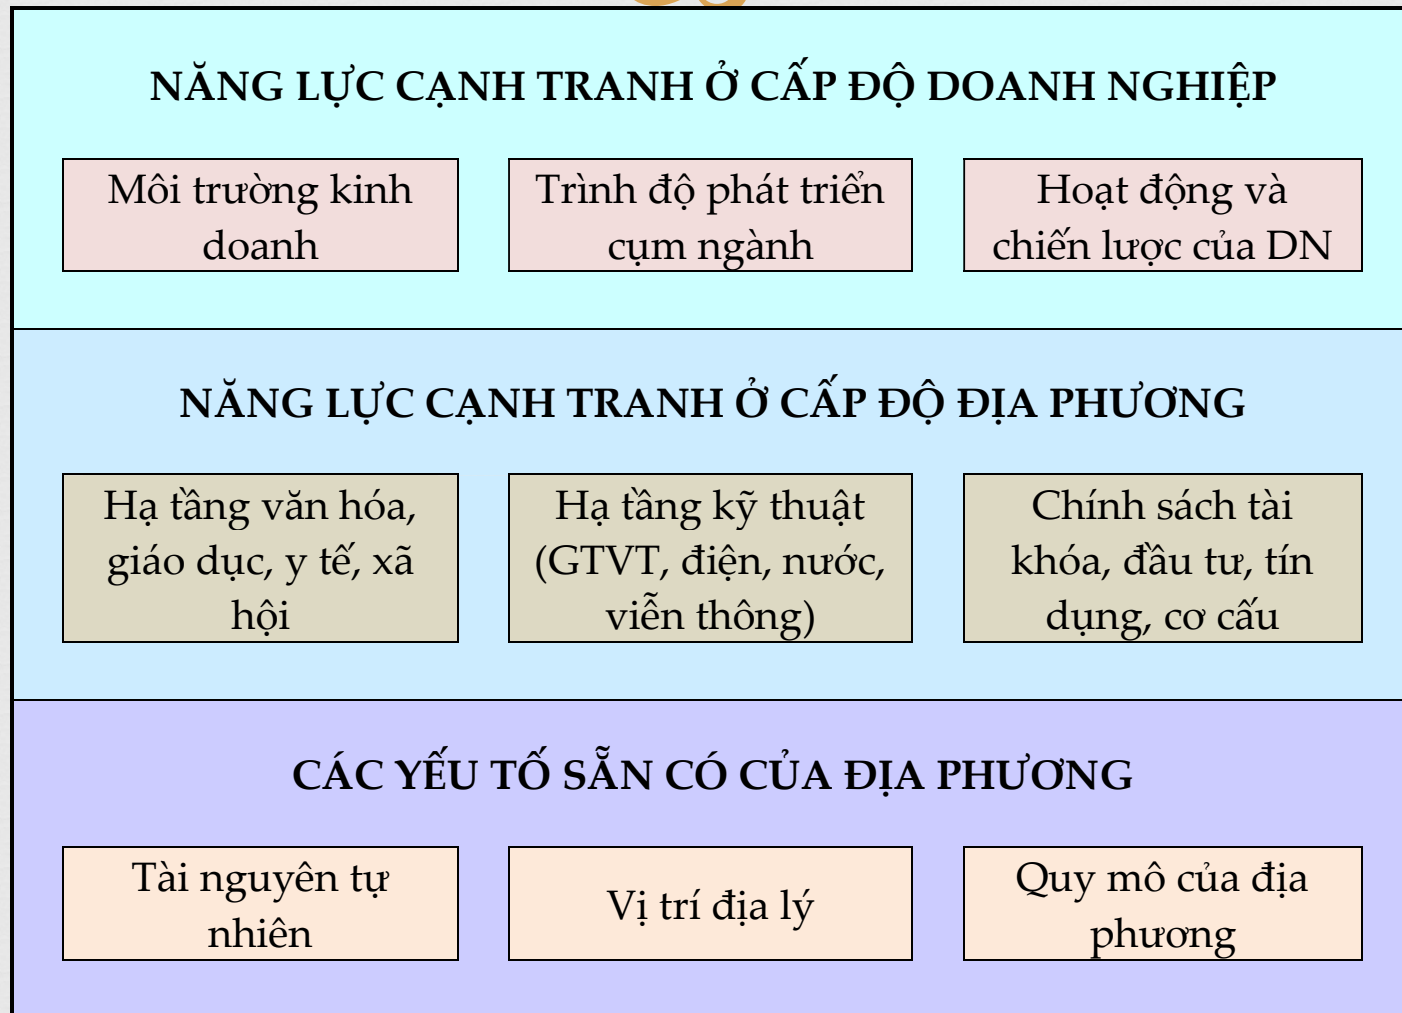 NĂNG LỰC CẠNH TRANH Ở CẤP ĐỘ DOANH NGHIỆP
Môi trường kinh
doanh
Trình độ phát triển
cụm ngành
Hoạt động và
chiến lược của DN
NĂNG LỰC CẠNH TRANH Ở CẤP ĐỘ ĐỊA PHƯƠNG
Hạ tầng văn hóa,
giáo dục, y tế, xã
hội
Hạ tầng kỹ thuật
(GTVT, điện, nước,
viễn thông)
Chính sách tài
khóa, đầu tư, tín
dụng, cơ cấu
CÁC YẾU TỐ SẴN CÓ CỦA ĐỊA PHƯƠNG
Tài nguyên tự
nhiên
Vị trí địa lý
Quy mô của địa
phương